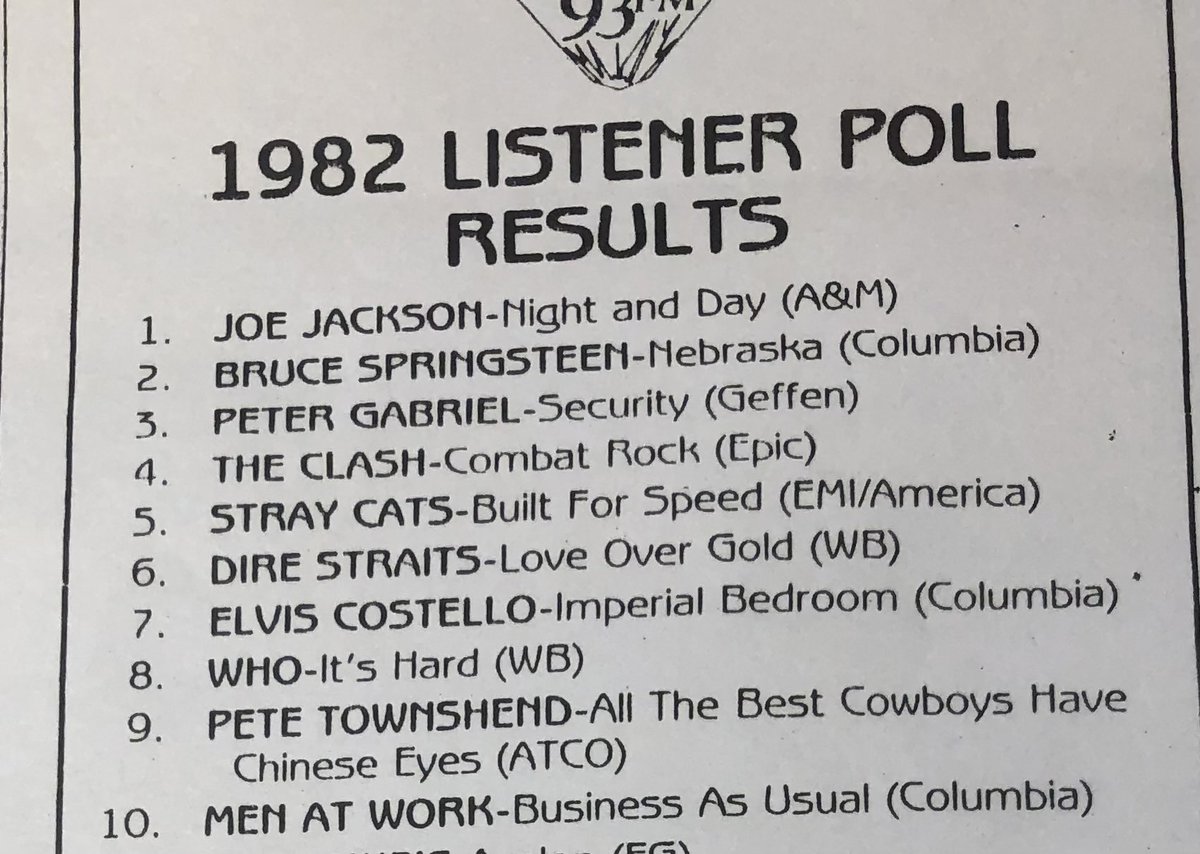 93FM
1982 LISTENER POLL
RESULTS
1. JOE JACKSON-Night and Day (A&M)
2. BRUCE SPRINGSTEEN-Nebraska (Columbia)
3. PETER GABRIEL-Security (Geffen)
4. THE CLASH-Combat Rock (Epic)
5. STRAY CATS-Built For Speed (EMI/America)
6. DIRE STRAITS-Love Over Gold (WB)
7. ELVIS COSTELLO-Imperial Bedroom (Columbia)
8. WHO-It's Hard (WB)
9. PETE TOWNSHEND-All The Best Cowboys Have
Chinese Eyes (ATCO)
10. MEN AT WORK-Business As Usual (Columbia)
(EG)